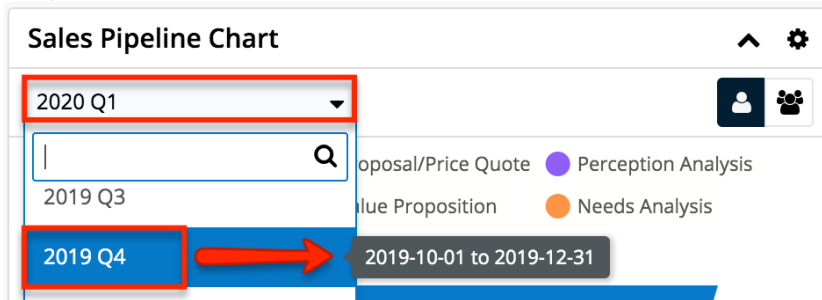 Sales Pipeline Chart
2020 Q1
oposal/Price Quote Perception Analysis
2019 Q3
lue Proposition Needs Analysis
2019 Q4 2019-10-01 to 2019-12-31